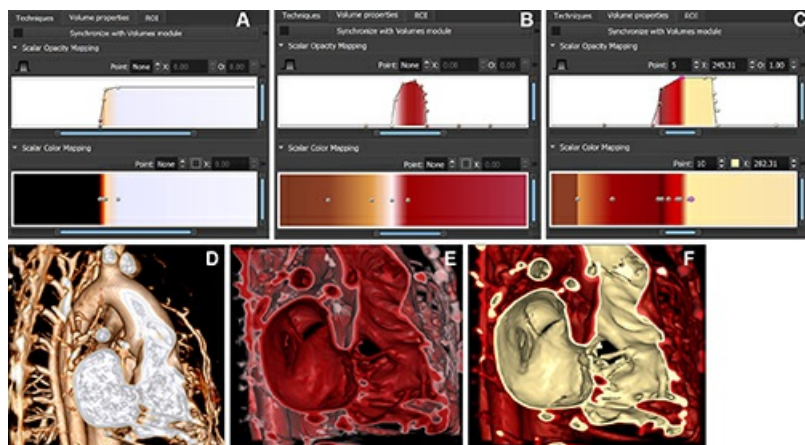 Techniques Volume properties ROI A
Synchronize with Volumes module
Scalar Opacity Mapping
Point: None X: 0.00 O: 0.00
Scalar Color Mapping
Point: None X: 0.00
Techniques Volume properties ROI B
Synchronize with Volumes module
Scalar Opacity Mapping
Point: None X: 0.00 O: 0.00
Scalar Color Mapping
Point: None X: 0.00
Techniques Volume properties ROI C
Synchronize with Volumes module
Scalar Opacity Mapping
Point: 5 X: 245.31 O: 1.00
Scalar Color Mapping
Point: 10 X: 282.31
D
E
F